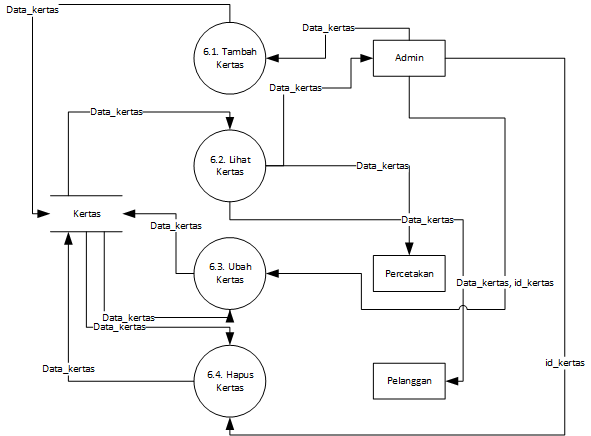 Data_kertas
Data_kertas
6.1. Tambah
Kertas
Admin
Data_kertas
Data_kertas
6.2. Lihat
Kertas
Data_kertas
Kertas
Data_kertas
Data_kertas
6.3. Ubah
Kertas
Percetakan
Data_kertas, id_kertas
Data_kertas
Data_kertas
Data_kertas
6.4. Hapus
Kertas
Pelanggan
id_kertas